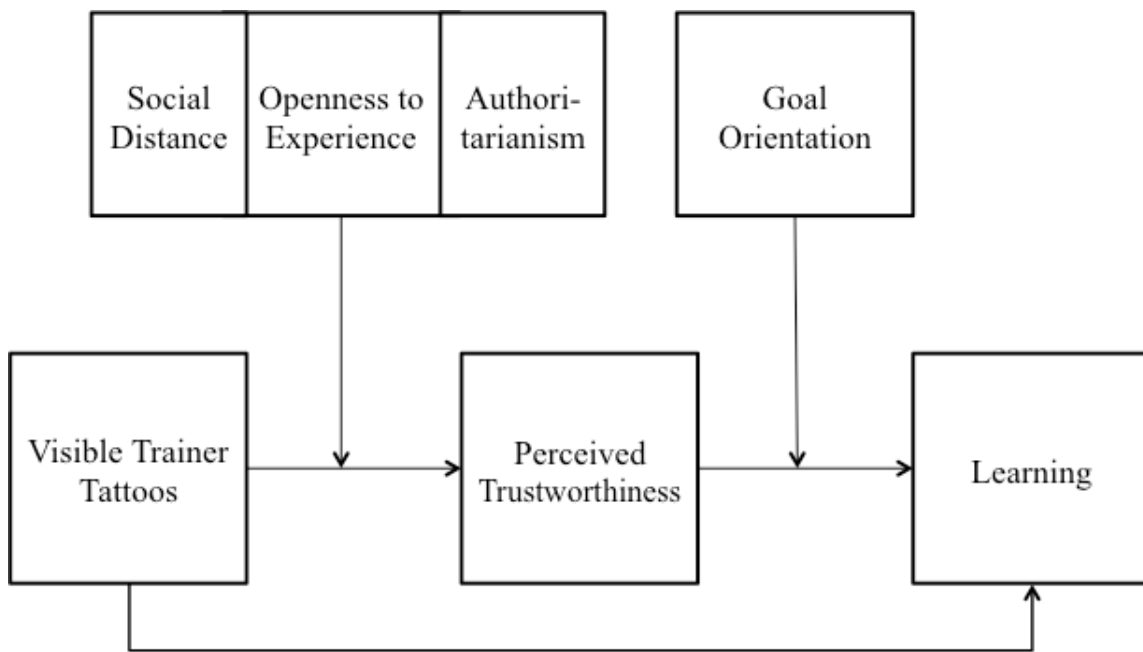 Social
Distance
Openness to
Experience
Authori-
tarianism
Goal
Orientation
Visible Trainer
Tattoos
Perceived
Trustworthiness
Learning